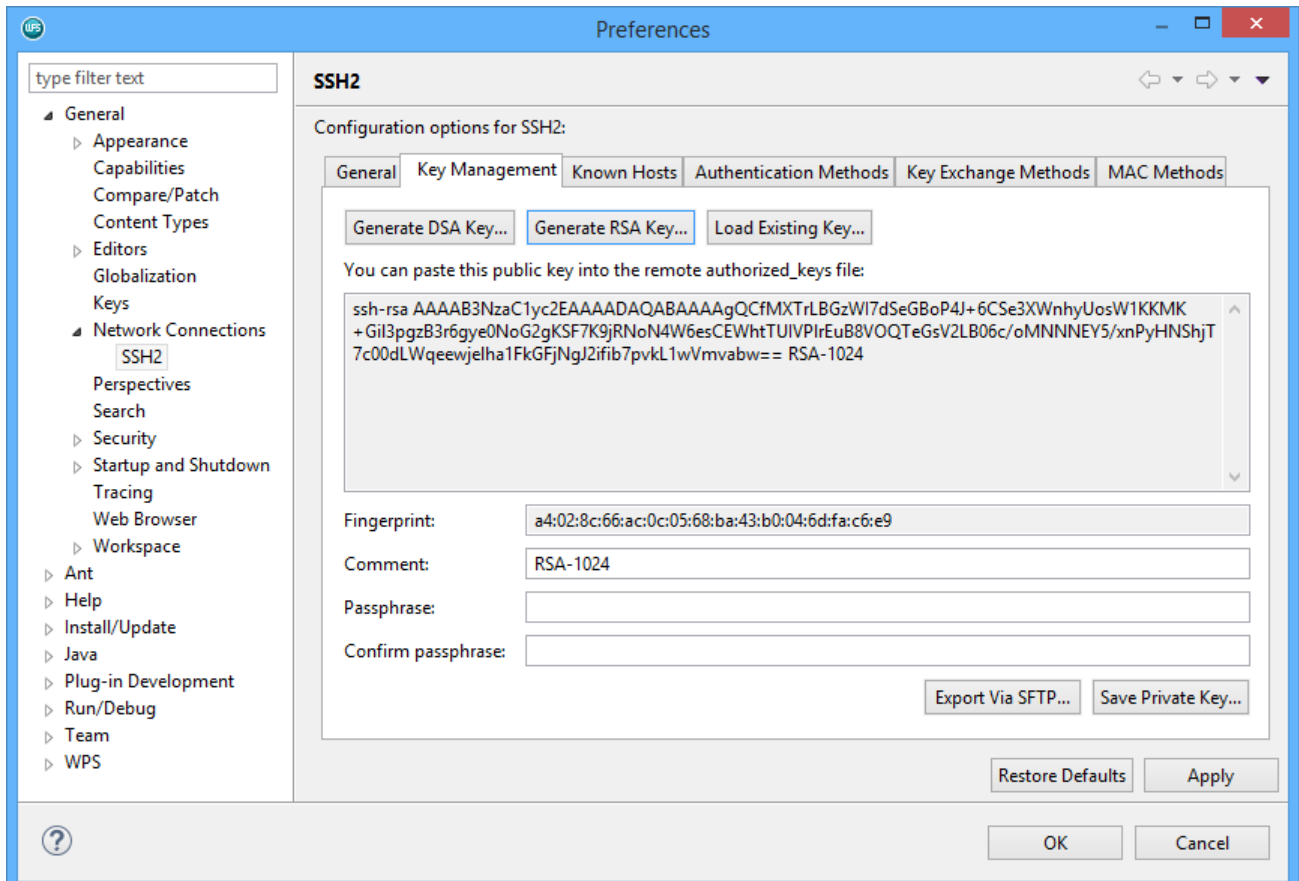 WPS
Preferences
type filter text
General
Appearance
Capabilities
Compare/Patch
Content Types
Editors
Globalization
Keys
Network Connections
SSH2
Perspectives
Search
Security
Startup and Shutdown
Tracing
Web Browser
Workspace
Ant
Help
Install/Update
Java
Plug-in Development
Run/Debug
Team
WPS
SSH2
Configuration options for SSH2:
General Key Management Known Hosts Authentication Methods Key Exchange Methods MAC Methods
Generate DSA Key... Generate RSA Key... Load Existing Key...
You can paste this public key into the remote authorized_keys file:
ssh-rsa AAAAB3NzaC1yc2EAAAADAQABAAAAgQCfMXTrLBGzWI7dSeGBoP4J+6CSe3XWnhyUosW1KKMK
+GiI3pgzB3r6gye0NoG2gKSF7K9jRNoN4W6esCEWhtTUIVPIrEuB8VOQTeGsV2LB06c/oMNNNEY5/xnPyHNShjT
7c00dLWqeewjelha1FkGFjNgJ2ifib7pvkL1wVmvabw== RSA-1024
Fingerprint: a4:02:8c:66:ac:0c:05:68:ba:43:b0:04:6d:fa:c6:e9
Comment: RSA-1024
Passphrase:
Confirm passphrase:
Export Via SFTP... Save Private Key...
Restore Defaults Apply
? OK Cancel